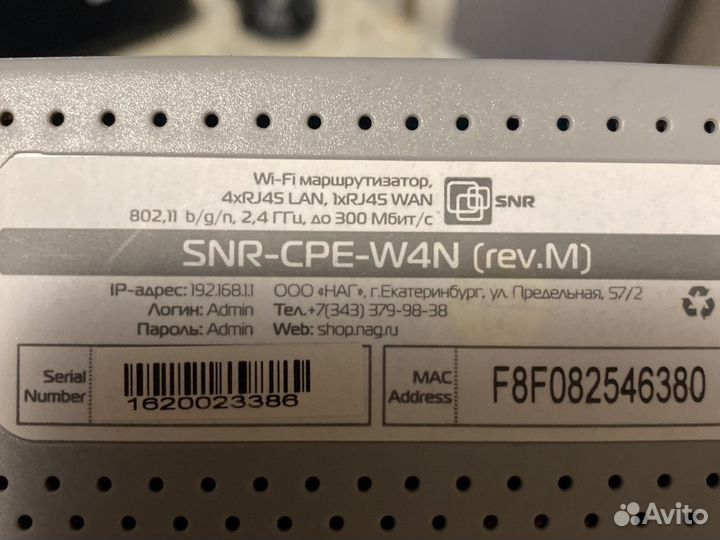 Wi-Fi маршрутизатор,
4xRJ45 LAN, 1xRJ45 WAN
802,11 b/g/n, 2,4 ГГц, до 300 Мбит/с
SNR
SNR-CPE-W4N (rev.M)
IP-адрес: 192.168.1.1 ООО «НАГ», г.Екатеринбург, ул. Предельная, 57/2
Логин: Admin Тел.+7(343) 379-98-38
Пароль: Admin Web: shop.nag.ru
Serial Number
1620023386
MAC Address
F8F082546380
Avito